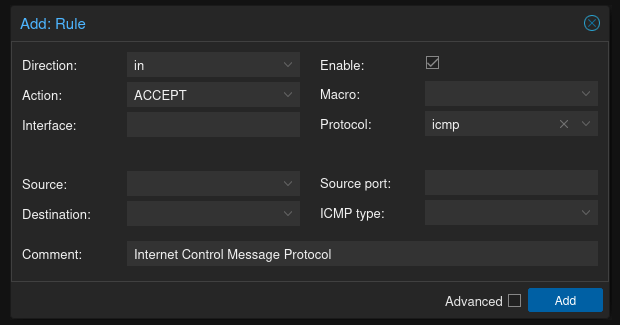 Add: Rule
Direction: in Enable:
Action: ACCEPT Macro:
Interface: Protocol: icmp
Source: Source port:
Destination: ICMP type:
Comment: Internet Control Message Protocol
Advanced Add